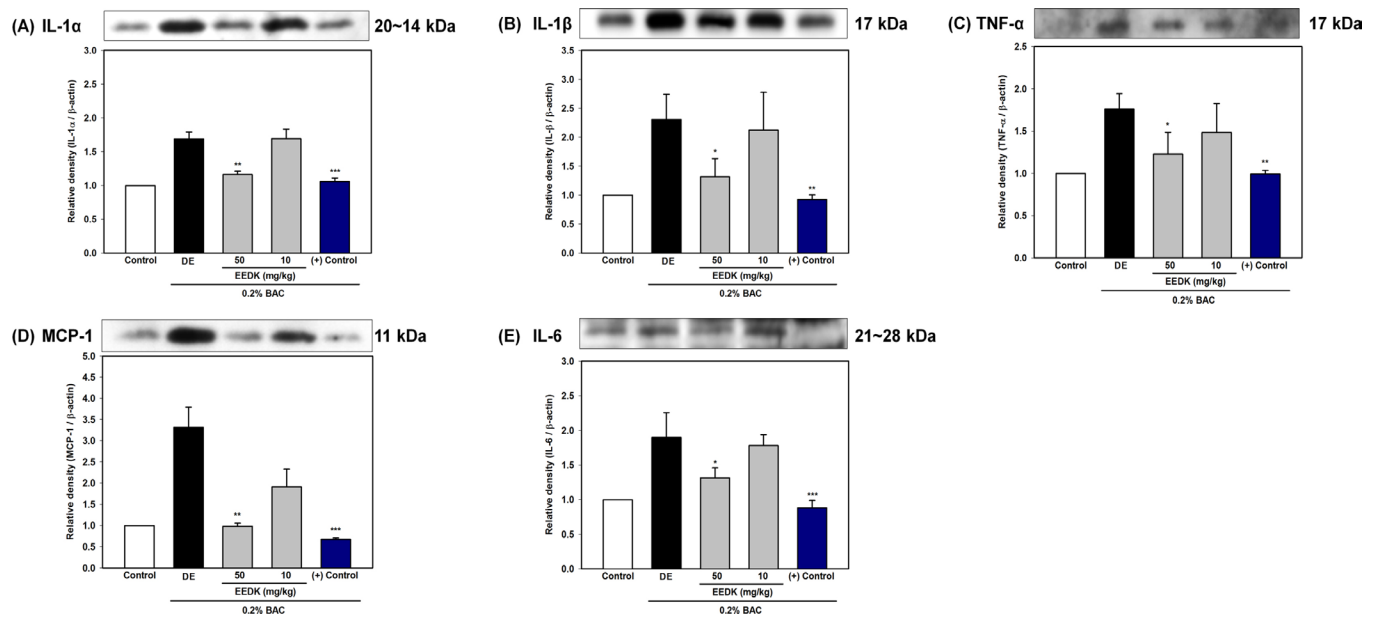 (A) IL-1α 20~14 kDa
Relative density (IL-1α / β-actin)
3.0
2.5
2.0
1.5
1.0
0.5
0.0
**
***
Control DE 50 10 (+) Control
EEDK (mg/kg)
0.2% BAC
(B) IL-1β 17 kDa
Relative density (IL-β / β-actin)
3.5
3.0
2.5
2.0
1.5
1.0
0.5
0.0
*
**
Control DE 50 10 (+) Control
EEDK (mg/kg)
0.2% BAC
(C) TNF-α 17 kDa
Relative density (TNF-α / β-actin)
2.5
2.0
1.5
1.0
0.5
0.0
*
**
Control DE 50 10 (+) Control
EEDK (mg/kg)
0.2% BAC
(D) MCP-1 11 kDa
Relative density (MCP-1 / β-actin)
5.0
4.5
4.0
3.5
3.0
2.5
2.0
1.5
1.0
0.5
0.0
**
***
Control DE 50 10 (+) Control
EEDK (mg/kg)
0.2% BAC
(E) IL-6 21~28 kDa
Relative density (IL-6 / β-actin)
3.0
2.5
2.0
1.5
1.0
0.5
0.0
*
***
Control DE 50 10 (+) Control
EEDK (mg/kg)
0.2% BAC